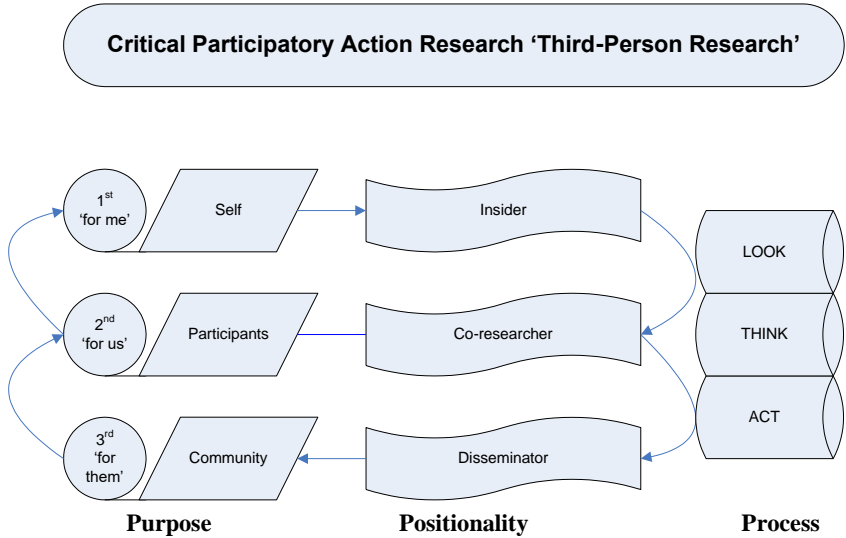 Critical Participatory Action Research ‘Third-Person Research’
1st
‘for me’
Self
Insider
LOOK
2nd
‘for us’
Participants
Co-researcher
THINK
3rd
‘for
them’
Community
Disseminator
ACT
Purpose
Positionality
Process